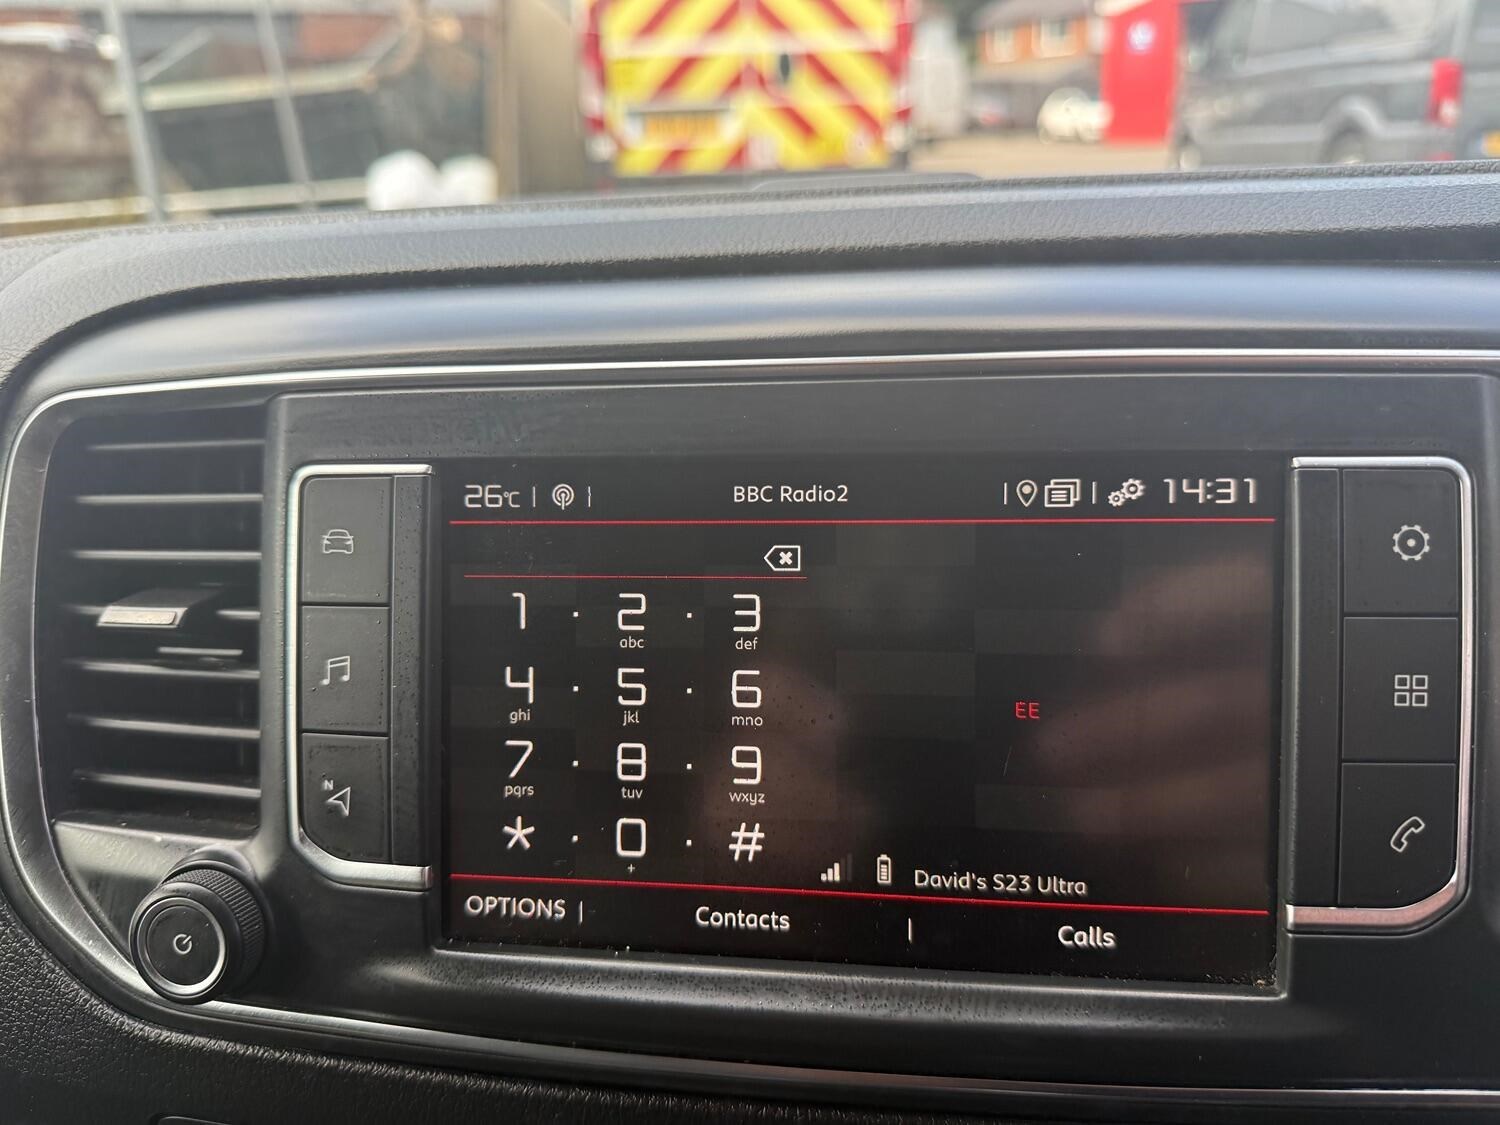 26°C BBC Radio2 14:31
1 2 3
abc def
4 5 6
ghi jkl mno
EE
7 8 9
pqrs tuv wxyz
* 0 #
+
David's S23 Ultra
OPTIONS Contacts Calls
N